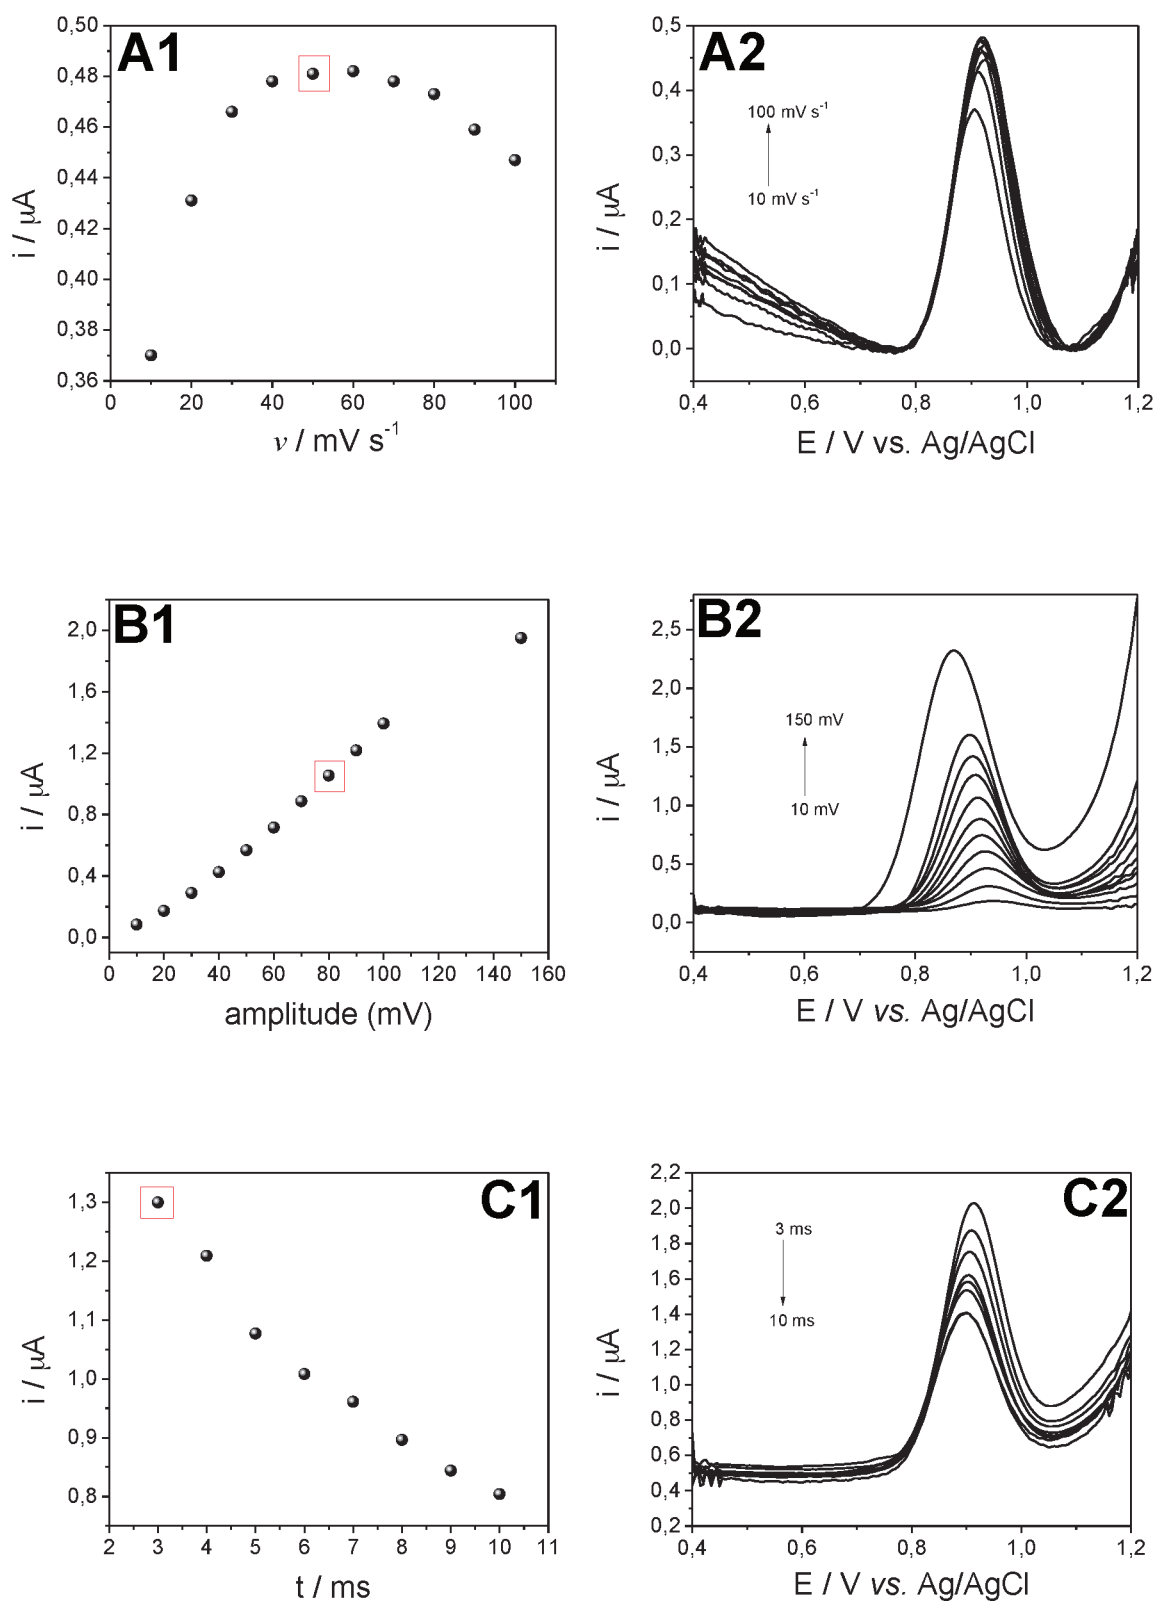 A1
0,50
0,48
0,46
0,44
0,42
0,40
0,38
0,36
i / μA
0 20 40 60 80 100
v / mV s⁻¹
A2
0,5
0,4
0,3
0,2
0,1
0,0
i / μA
100 mV s⁻¹
10 mV s⁻¹
0,4 0,6 0,8 1,0 1,2
E / V vs. Ag/AgCl
B1
2,0
1,6
1,2
0,8
0,4
0,0
i / μA
0 20 40 60 80 100 120 140 160
amplitude (mV)
B2
2,5
2,0
1,5
1,0
0,5
0,0
i / μA
150 mV
10 mV
0,4 0,6 0,8 1,0 1,2
E / V vs. Ag/AgCl
C1
1,3
1,2
1,1
1,0
0,9
0,8
i / μA
2 3 4 5 6 7 8 9 10 11
t / ms
C2
2,2
2,0
1,8
1,6
1,4
1,2
1,0
0,8
0,6
0,4
0,2
i / μA
3 ms
10 ms
0,4 0,6 0,8 1,0 1,2
E / V vs. Ag/AgCl